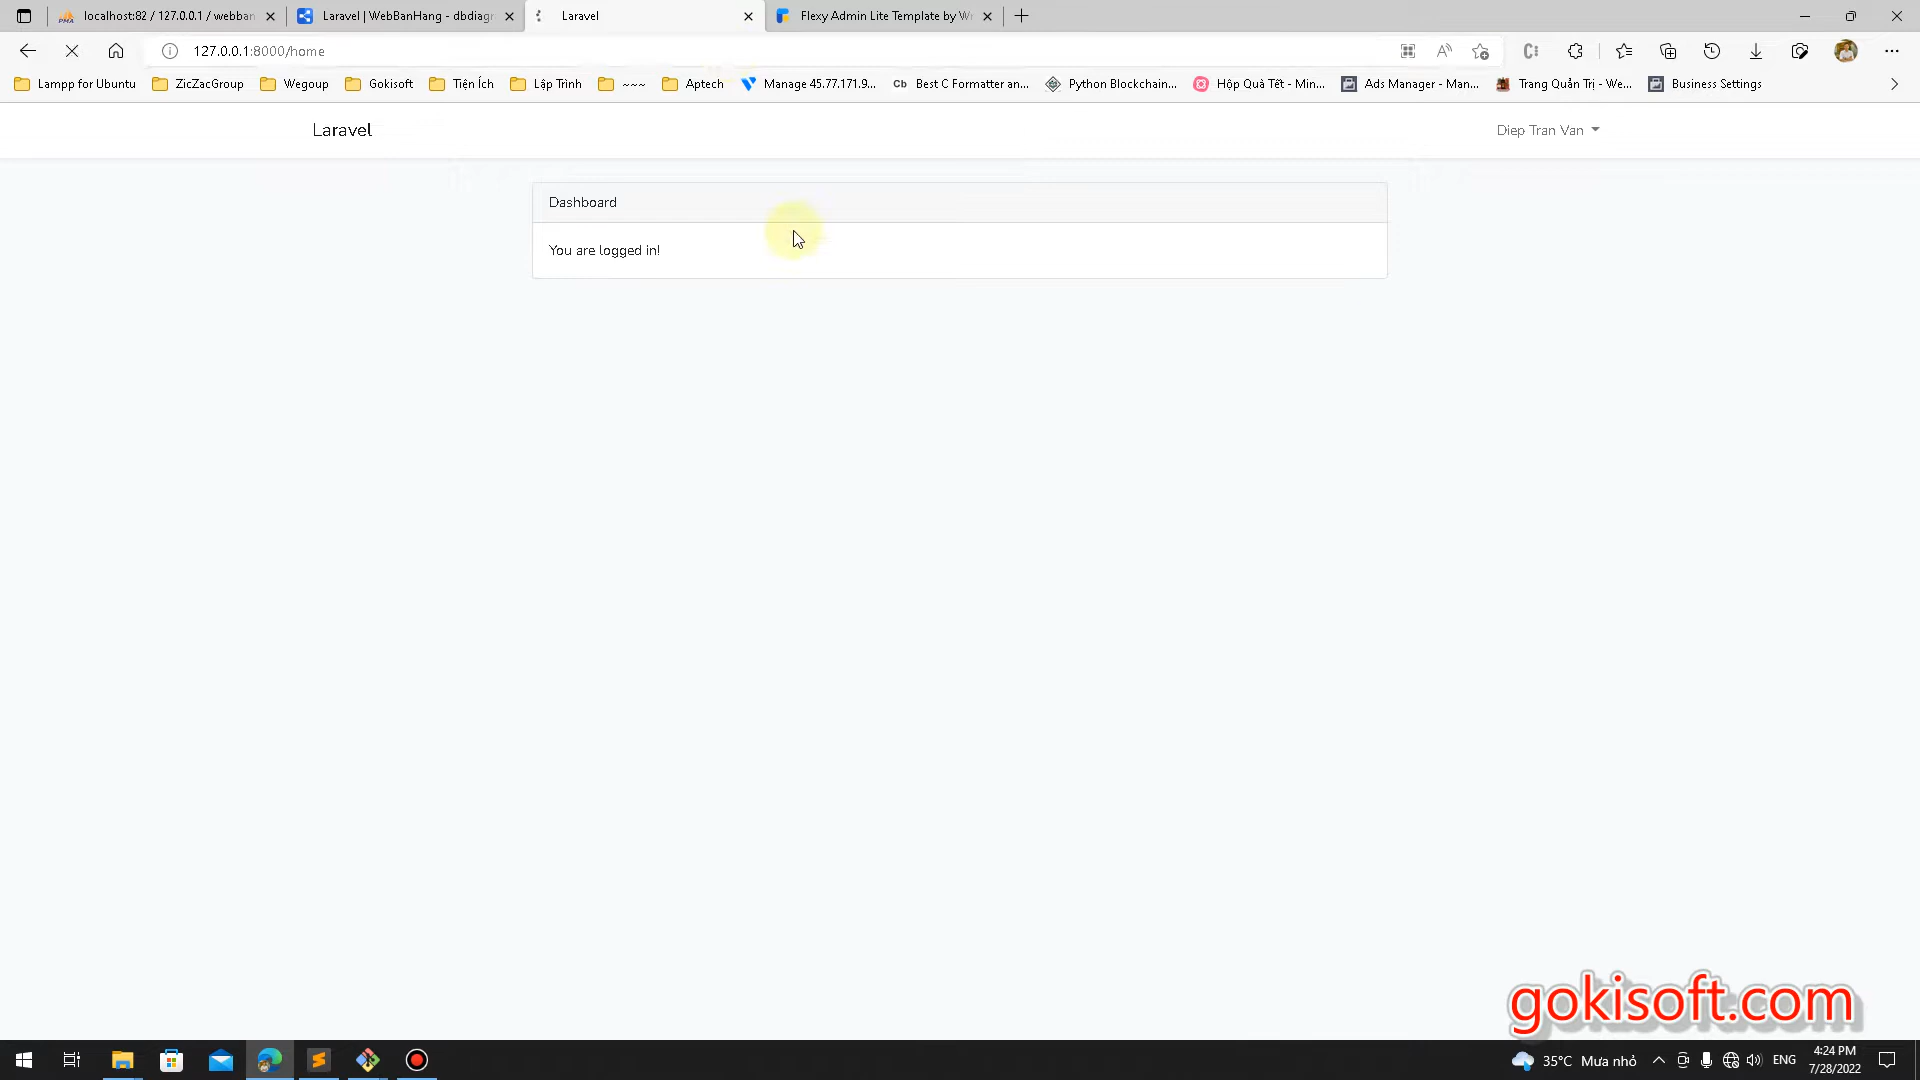 localhost:82 / 127.0.0.1 / webban
Laravel | WebBanHang - dbdiagr
Laravel
Flexy Admin Lite Template by Wr
127.0.0.1:8000/home
Lampp for Ubuntu
ZicZacGroup
Wegoup
Gokisoft
Tiện Ích
Lập Trình
~~~
Aptech
Manage 45.77.171.9...
Cb Best C Formatter an...
Python Blockchain...
Hộp Quà Tết - Min...
Ads Manager - Man...
Trang Quản Trị - We...
Business Settings
Laravel
Diep Tran Van
Dashboard
You are logged in!
gokisoft.com
35°C Mưa nhỏ
ENG
4:24 PM
7/28/2022